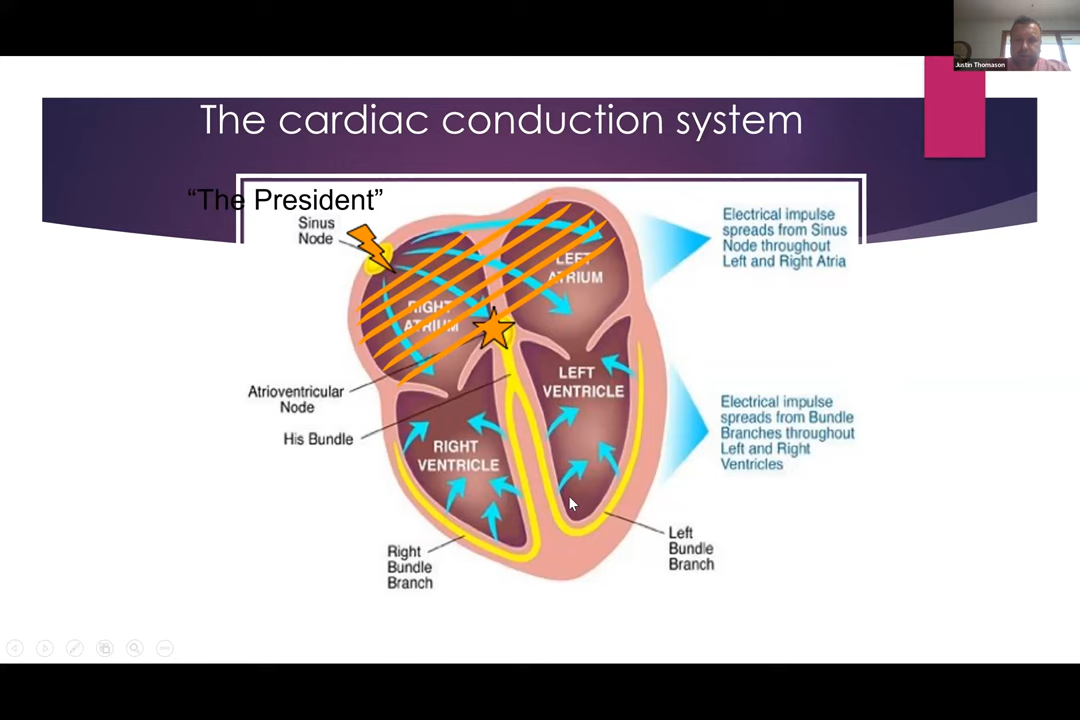 Justin Thomason
The cardiac conduction system
“The President”
Sinus
Node
Electrical impulse
spreads from Sinus
Node throughout
Left and Right Atria
LEFT
ATRIUM
RIGHT
ATRIUM
Atrioventricular
Node
His Bundle
LEFT
VENTRICLE
RIGHT
VENTRICLE
Electrical impulse
spreads from Bundle
Branches throughout
Left and Right
Ventricles
Right
Bundle
Branch
Left
Bundle
Branch